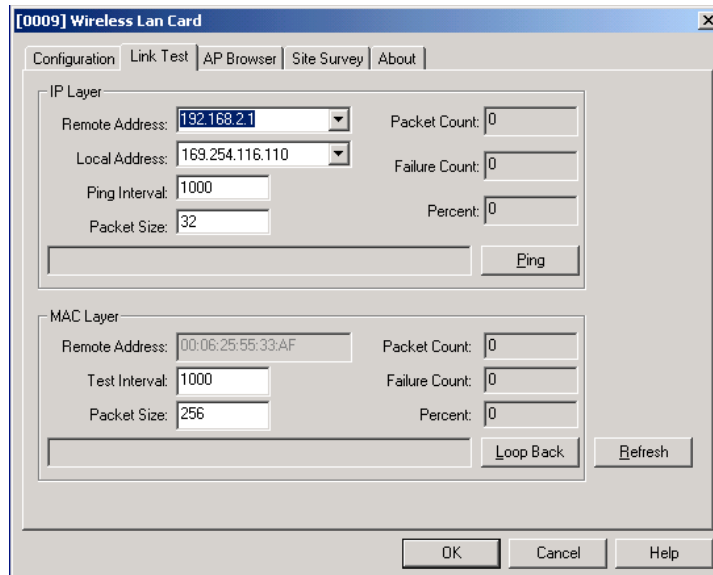 [0009] Wireless Lan Card
Configuration Link Test AP Browser Site Survey About
IP Layer
Remote Address: 192.168.2.1 Packet Count: 0
Local Address: 169.254.116.110 Failure Count: 0
Ping Interval: 1000
Percent: 0
Packet Size: 32
Ping
MAC Layer
Remote Address: 00:06:25:55:33:AF Packet Count: 0
Test Interval: 1000 Failure Count: 0
Packet Size: 256 Percent: 0
Loop Back Refresh
OK Cancel Help